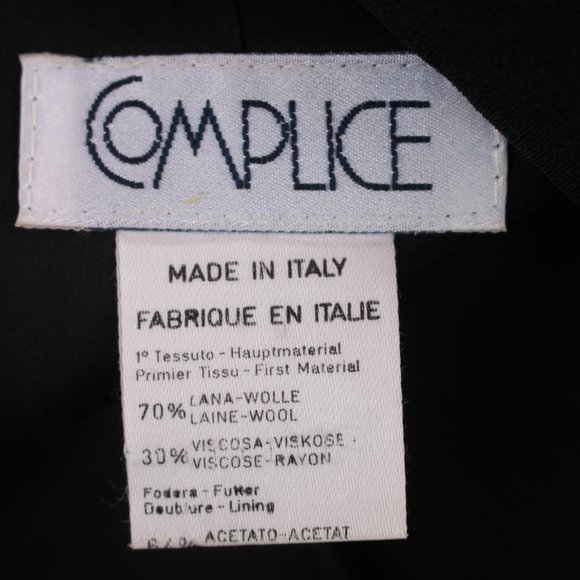 COMPLICE
MADE IN ITALY
FABRIQUE EN ITALIE
1º Tessuto - Hauptmaterial
Primier Tissu - First Material
70% LANA-WOLLE
LAINE-WOOL
30% VISCOSA-VISKOSE -
VISCOSE-RAYON
Fodera - Futter
Doublure - Lining
ACETATO-ACETAT